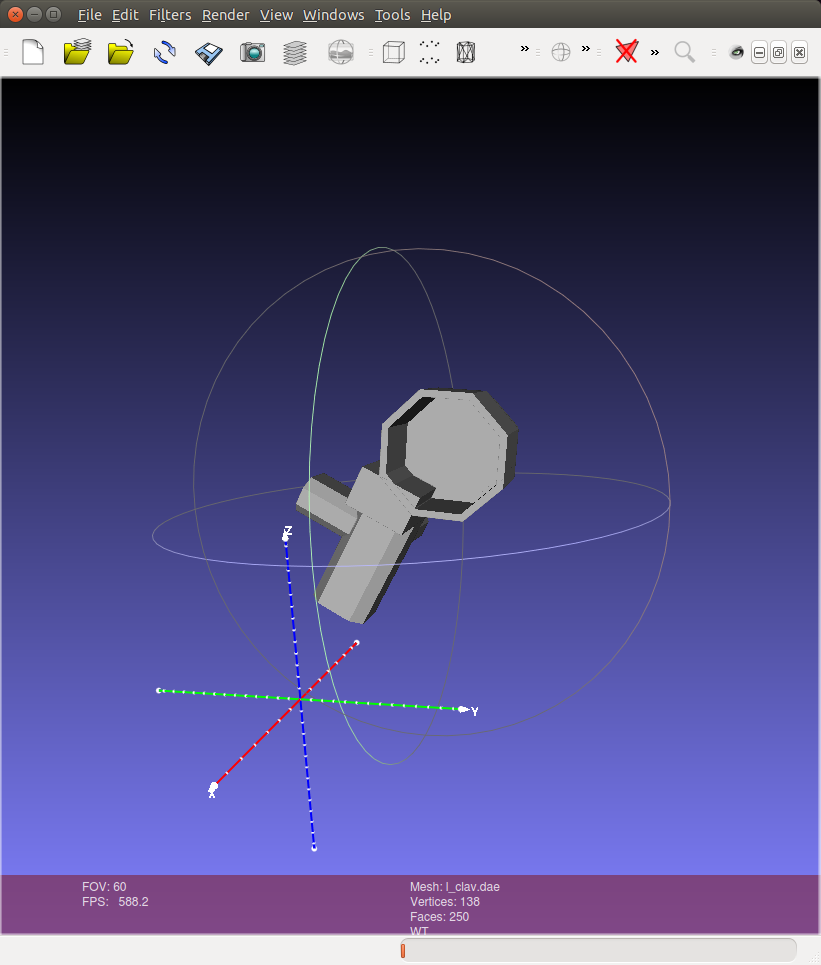 File Edit Filters Render View Windows Tools Help
Z
Y
X
FOV: 60
FPS: 588.2
Mesh: l_clav.dae
Vertices: 138
Faces: 250
WT